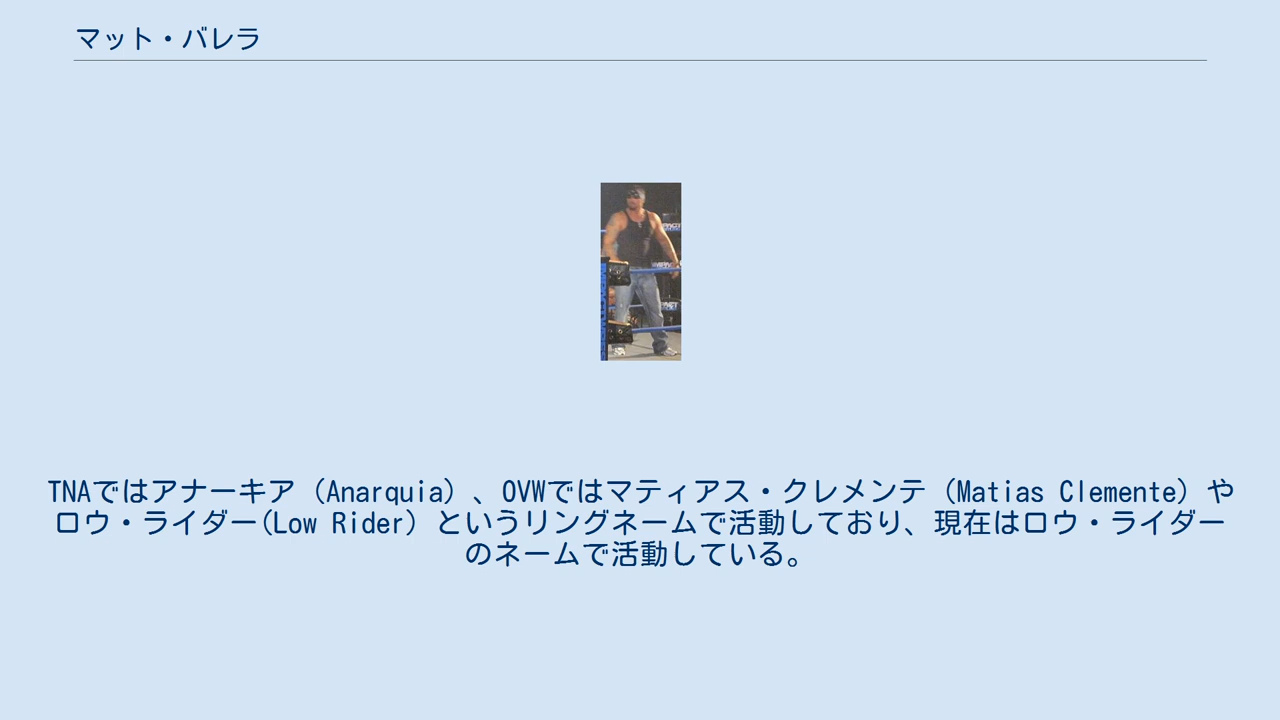 マット・バレラ
TNAではアナーキア（Anarquia）、OVWではマティアス・クレメンテ（Matias Clemente）や
ロウ・ライダー(Low Rider）というリングネームで活動しており、現在はロウ・ライダー
のネームで活動している。